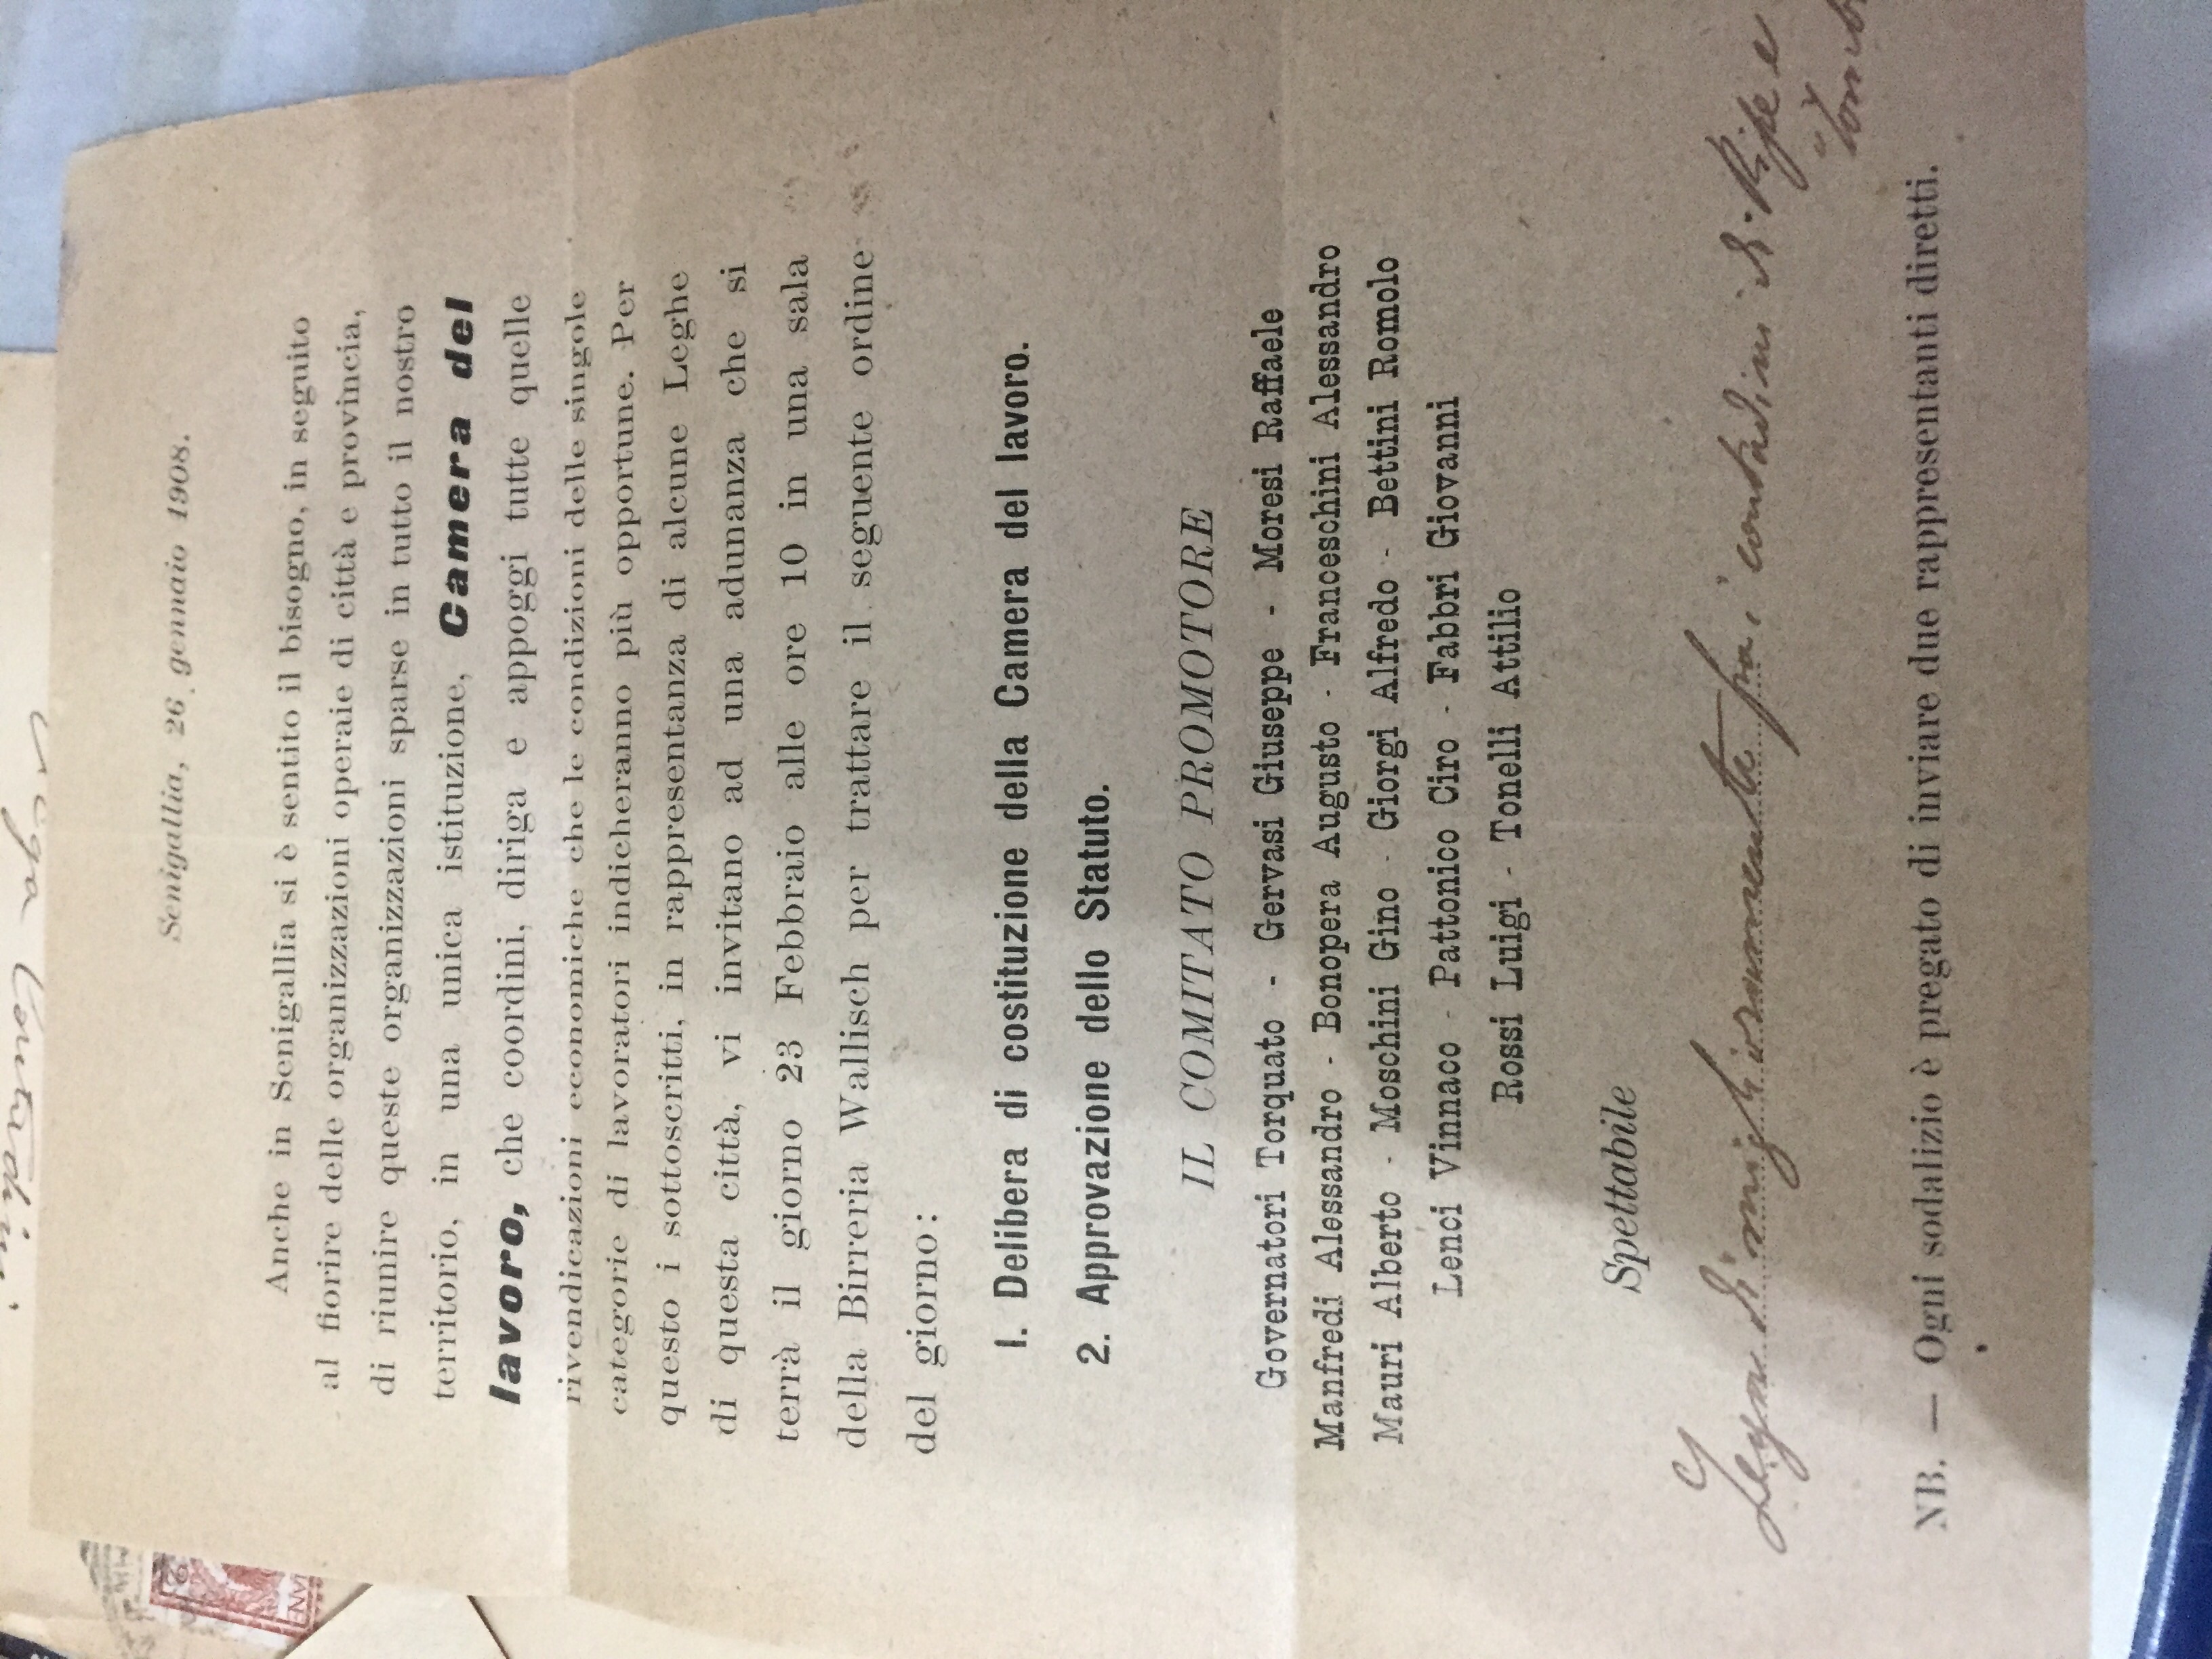 Senigallia, 26 gennaio 1908.
Anche in Senigallia si è sentito il bisogno, in seguito
al fiorire delle organizzazioni operaie di città e provincia,
di riunire queste organizzazioni sparse in tutto il nostro
territorio, in una unica istituzione, Camera del
lavoro, che coordini, diriga e appoggi tutte quelle
rivendicazioni economiche che le condizioni delle singole
categorie di lavoratori indicheranno più opportune. Per
questo i sottoscritti, in rappresentanza di alcune Leghe
di questa città, vi invitano ad una adunanza che si
terrà il giorno 23 Febbraio alle ore 10 in una sala
della Birreria Wallisch per trattare il seguente ordine
del giorno:
1. Delibera di costituzione della Camera del lavoro.
2. Approvazione dello Statuto.
IL COMITATO PROMOTORE
Governatori Torquato - Gervasi Giuseppe - Moresi Raffaele
Manfredi Alessandro - Bonopera Augusto - Franceschini Alessandro
Mauri Alberto - Moschini Gino - Giorgi Alfredo - Bettini Romolo
Lenci Vinnaco - Pattonico Ciro - Fabbri Giovanni
Rossi Luigi - Tonelli Attilio
Spettabile
Lega di miglioramento fra i contadini di Ripe e
NB. — Ogni sodalizio è pregato di inviare due rappresentanti diretti.